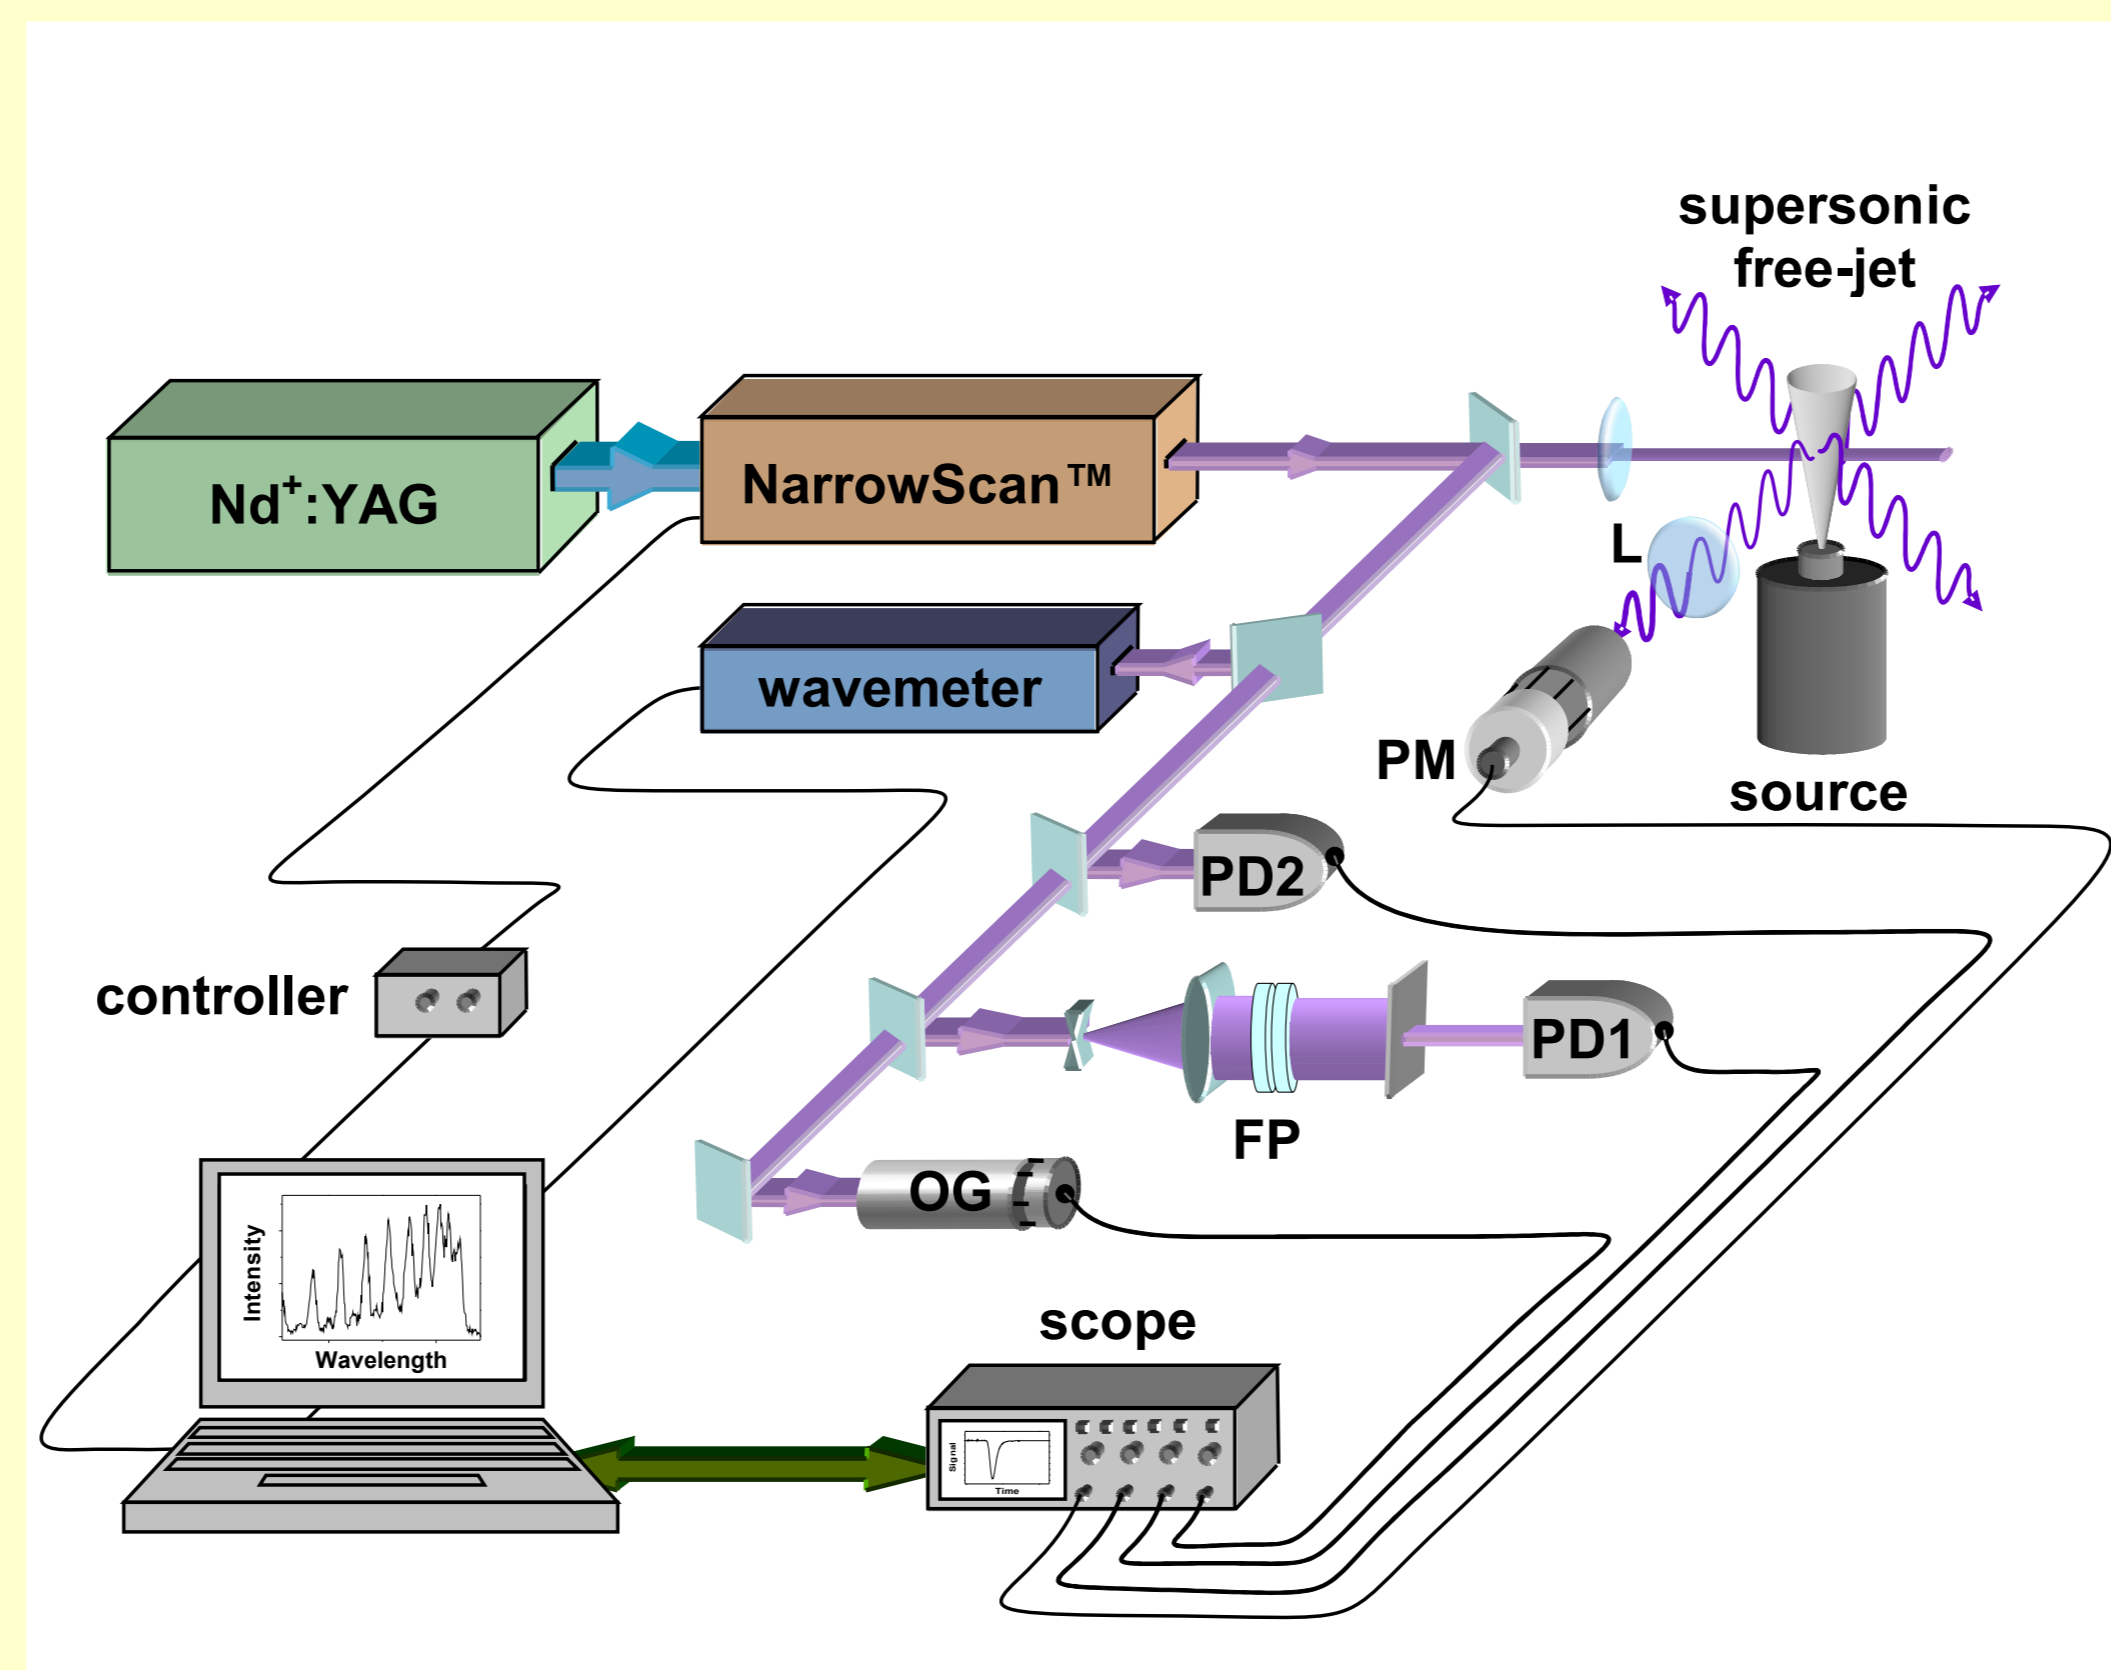 supersonic
free-jet
Nd⁺:YAG
NarrowScan™
L
wavemeter
PM
source
PD2
controller
PD1
FP
OG
Intensity
Wavelength
scope
Signal
Time